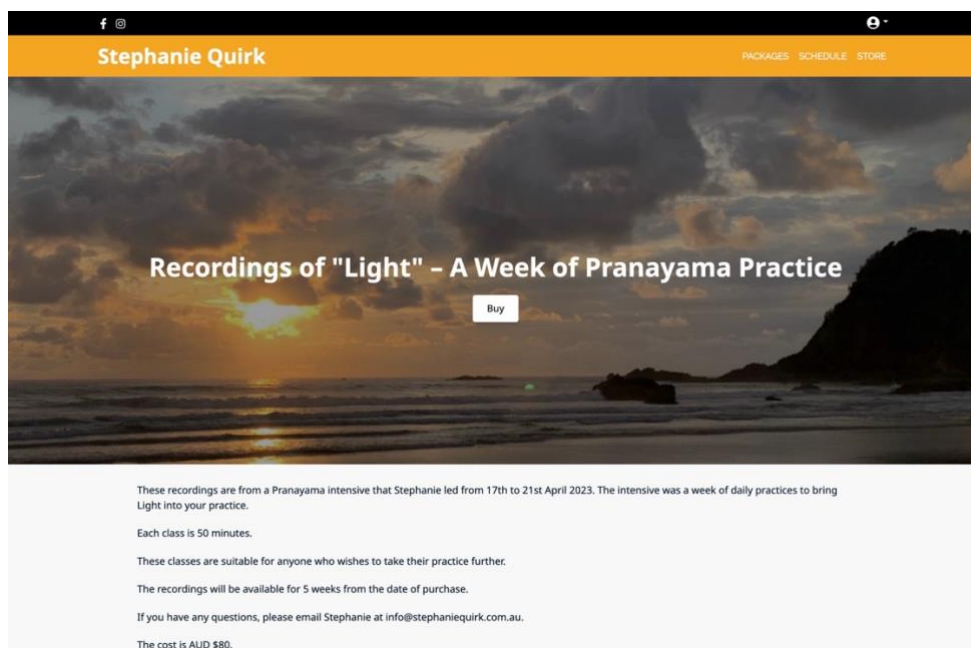 Stephanie Quirk
PACKAGES SCHEDULE STORE
Recordings of "Light" – A Week of Pranayama Practice
Buy
These recordings are from a Pranayama intensive that Stephanie led from 17th to 21st April 2023. The intensive was a week of daily practices to bring
Light into your practice.
Each class is 50 minutes.
These classes are suitable for anyone who wishes to take their practice further.
The recordings will be available for 5 weeks from the date of purchase.
If you have any questions, please email Stephanie at info@stephaniequirk.com.au.
The cost is AUD $80.